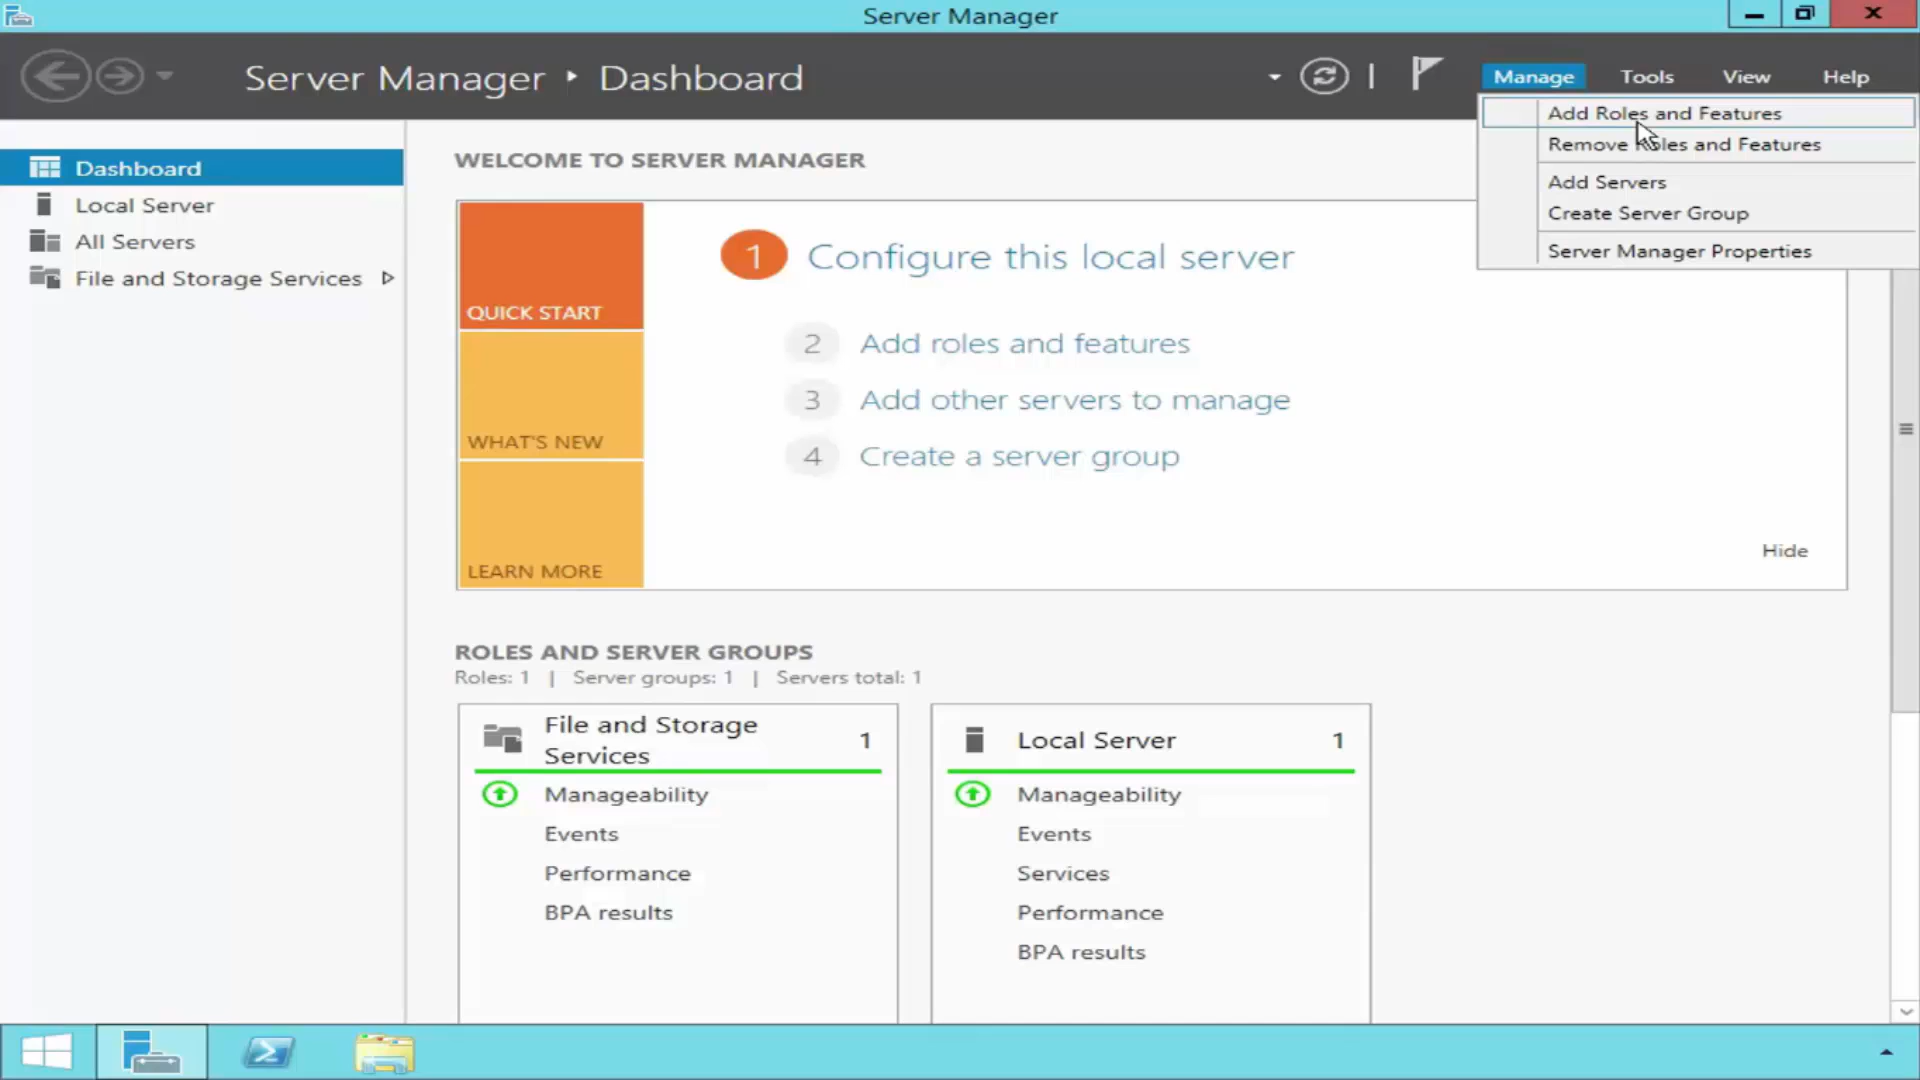 Server Manager
Server Manager ‣ Dashboard
Manage Tools View Help
Add Roles and Features
Remove Roles and Features
Add Servers
Create Server Group
Server Manager Properties
Dashboard
Local Server
All Servers
File and Storage Services
WELCOME TO SERVER MANAGER
QUICK START
WHAT'S NEW
LEARN MORE
1 Configure this local server
2 Add roles and features
3 Add other servers to manage
4 Create a server group
Hide
ROLES AND SERVER GROUPS
Roles: 1 | Server groups: 1 | Servers total: 1
File and Storage
Services
1
Manageability
Events
Performance
BPA results
Local Server 1
Manageability
Events
Services
Performance
BPA results